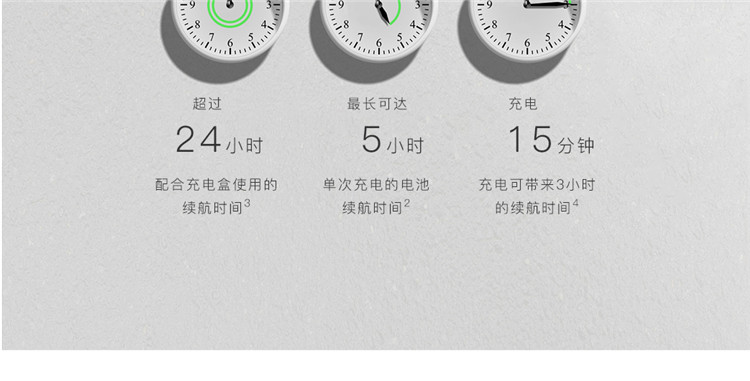 9 3
8 7 6 5 4
9 3
8 7 6 5 4
9 3
8 7 6 5 4
超过
24小时
配合充电盒使用的
续航时间3
最长可达
5小时
单次充电的电池
续航时间2
充电
15分钟
充电可带来3小时
的续航时间4